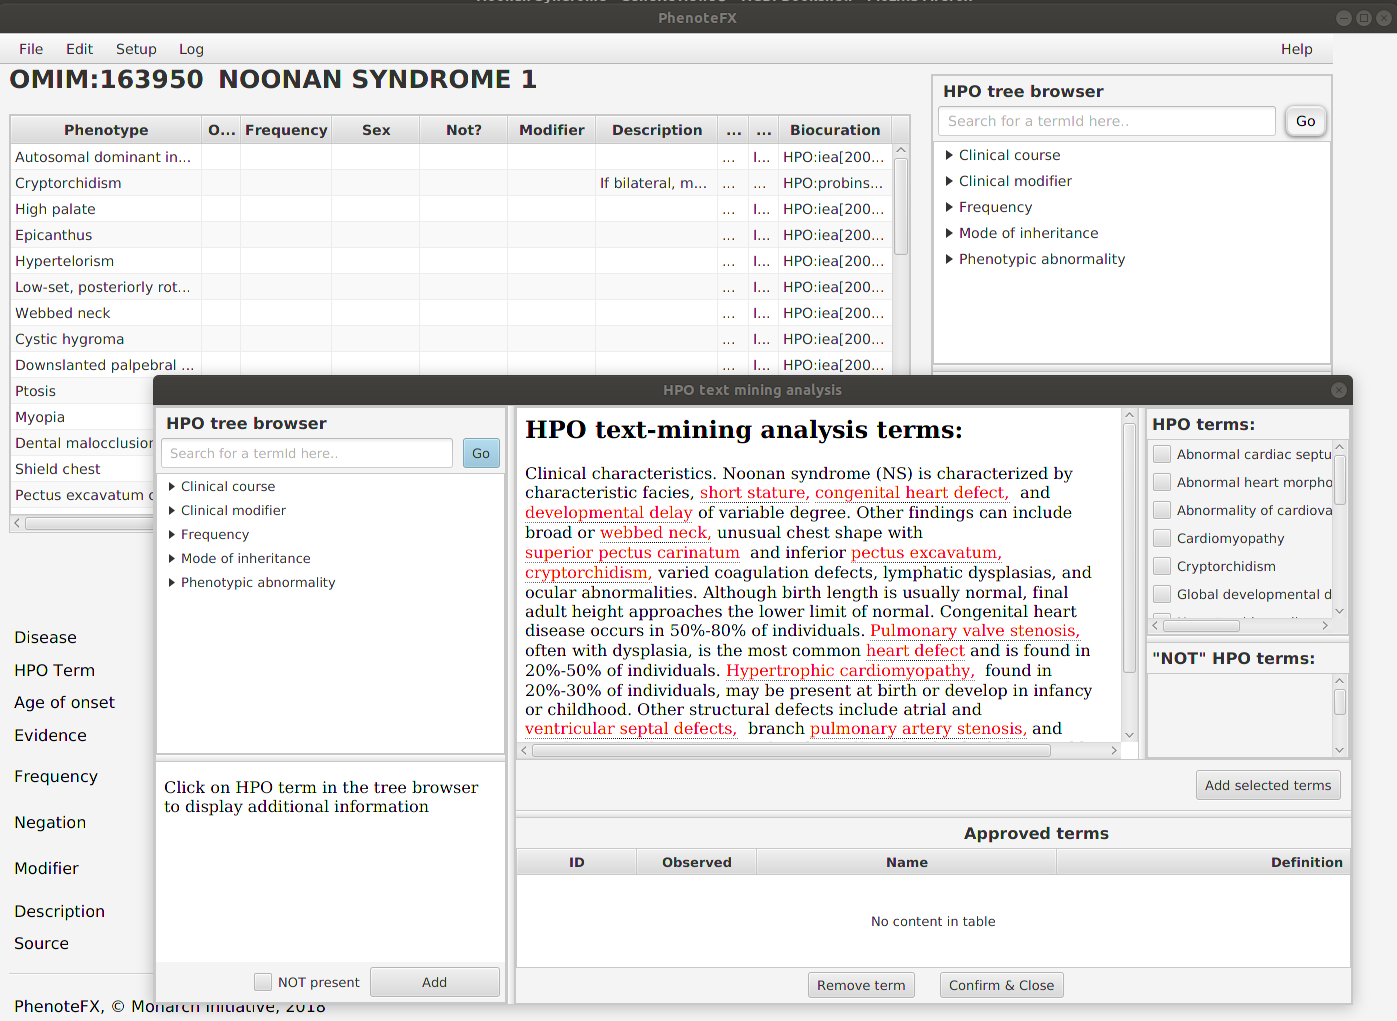 PhenoteFX
File Edit Setup Log Help
OMIM:163950 NOONAN SYNDROME 1
Phenotype O... Frequency Sex Not? Modifier Description ... ... Biocuration
Autosomal dominant in... ... I... HPO:iea[200...
Cryptorchidism If bilateral, m... ... ... HPO:probins...
High palate ... I... HPO:iea[200...
Epicanthus ... I... HPO:iea[200...
Hypertelorism ... I... HPO:iea[200...
Low-set, posteriorly rot... ... I... HPO:iea[200...
Webbed neck ... I... HPO:iea[200...
Cystic hygroma ... I... HPO:iea[200...
Downslanted palpebral ... ... I... HPO:iea[200...
Ptosis
Myopia
Dental malocclusion
Shield chest
Pectus excavatum
HPO tree browser
Search for a termId here.. Go
Clinical course
Clinical modifier
Frequency
Mode of inheritance
Phenotypic abnormality
Disease
HPO Term
Age of onset
Evidence
Frequency
Negation
Modifier
Description
Source
PhenoteFX, © Monarch Initiative, 2018
HPO text mining analysis
HPO tree browser
Search for a termId here.. Go
Clinical course
Clinical modifier
Frequency
Mode of inheritance
Phenotypic abnormality
Click on HPO term in the tree browser
to display additional information
NOT present Add
HPO text-mining analysis terms:
Clinical characteristics. Noonan syndrome (NS) is characterized by
characteristic facies, short stature, congenital heart defect, and
developmental delay of variable degree. Other findings can include
broad or webbed neck, unusual chest shape with
superior pectus carinatum and inferior pectus excavatum,
cryptorchidism, varied coagulation defects, lymphatic dysplasias, and
ocular abnormalities. Although birth length is usually normal, final
adult height approaches the lower limit of normal. Congenital heart
disease occurs in 50%-80% of individuals. Pulmonary valve stenosis,
often with dysplasia, is the most common heart defect and is found in
20%-50% of individuals. Hypertrophic cardiomyopathy, found in
20%-30% of individuals, may be present at birth or develop in infancy
or childhood. Other structural defects include atrial and
ventricular septal defects, branch pulmonary artery stenosis, and
HPO terms:
Abnormal cardiac septu
Abnormal heart morpho
Abnormality of cardiova
Cardiomyopathy
Cryptorchidism
Global developmental d
"NOT" HPO terms:
Add selected terms
Approved terms
ID Observed Name Definition
No content in table
Remove term Confirm & Close